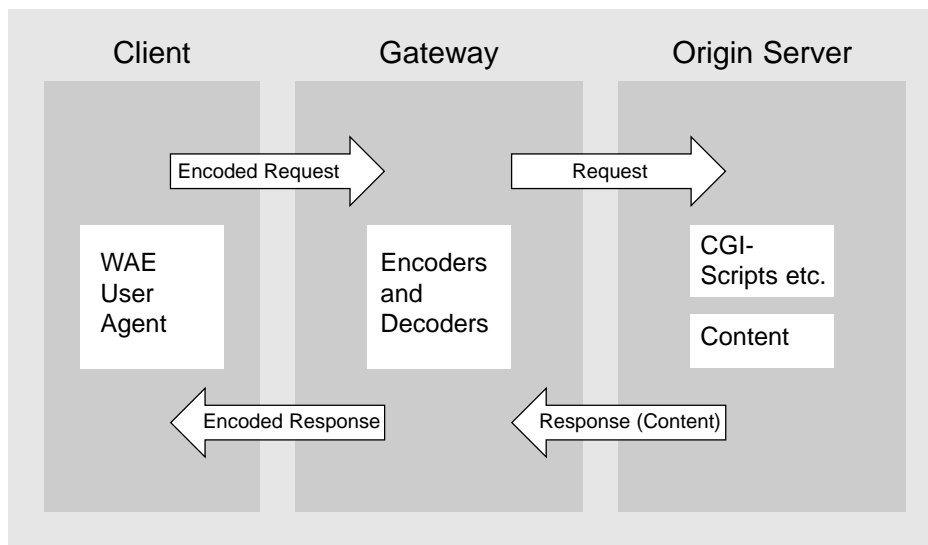 Client
Gateway
Origin Server
Encoded Request
Request
WAE
User
Agent
Encoders
and
Decoders
CGI-
Scripts etc.
Content
Encoded Response
Response (Content)